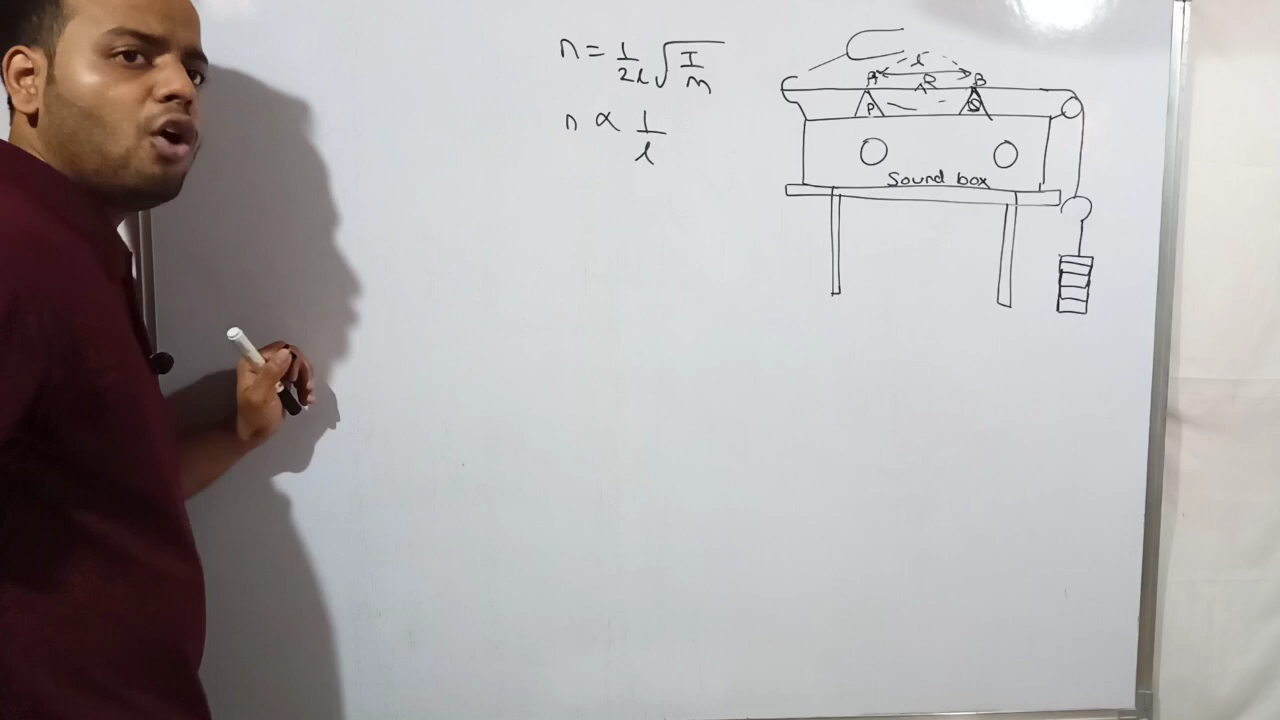 n = 1/2l √T/m
n ∝ 1/l
l
A R B
P Q
Sound box